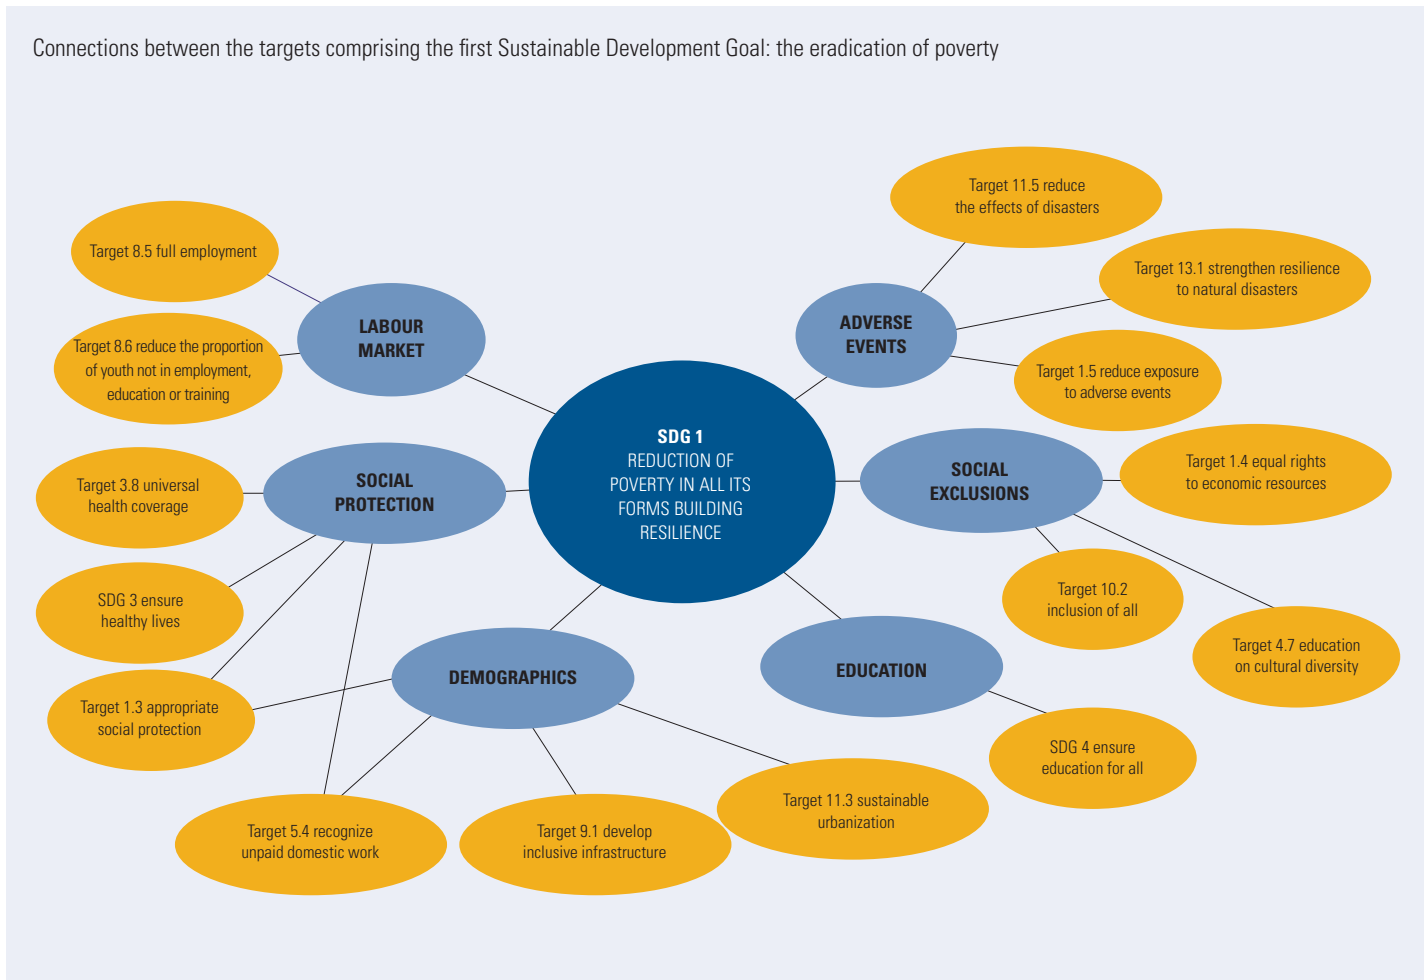 Connections between the targets comprising the first Sustainable Development Goal: the eradication of poverty
Target 11.5 reduce
the effects of disasters
Target 8.5 full employment
Target 13.1 strengthen resilience
to natural disasters
LABOUR
MARKET
ADVERSE
EVENTS
Target 8.6 reduce the proportion
of youth not in employment,
education or training
Target 1.5 reduce exposure
to adverse events
SDG 1
REDUCTION OF
POVERTY IN ALL ITS
FORMS BUILDING
RESILIENCE
Target 3.8 universal
health coverage
SOCIAL
PROTECTION
SOCIAL
EXCLUSIONS
Target 1.4 equal rights
to economic resources
SDG 3 ensure
healthy lives
Target 10.2
inclusion of all
Target 4.7 education
on cultural diversity
DEMOGRAPHICS
EDUCATION
Target 1.3 appropriate
social protection
SDG 4 ensure
education for all
Target 5.4 recognize
unpaid domestic work
Target 9.1 develop
inclusive infrastructure
Target 11.3 sustainable
urbanization